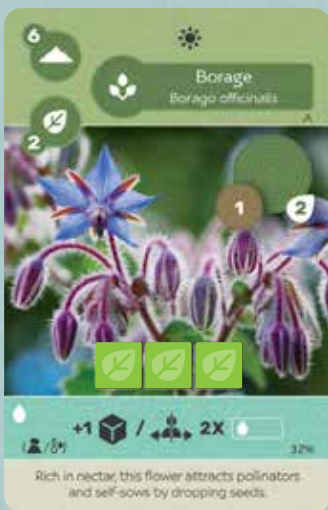 6
Borage
Borago officinalis
2
A
1
2
+1 / 2X
32%
Rich in nectar, this flower attracts pollinators
and self-sows by dropping seeds.